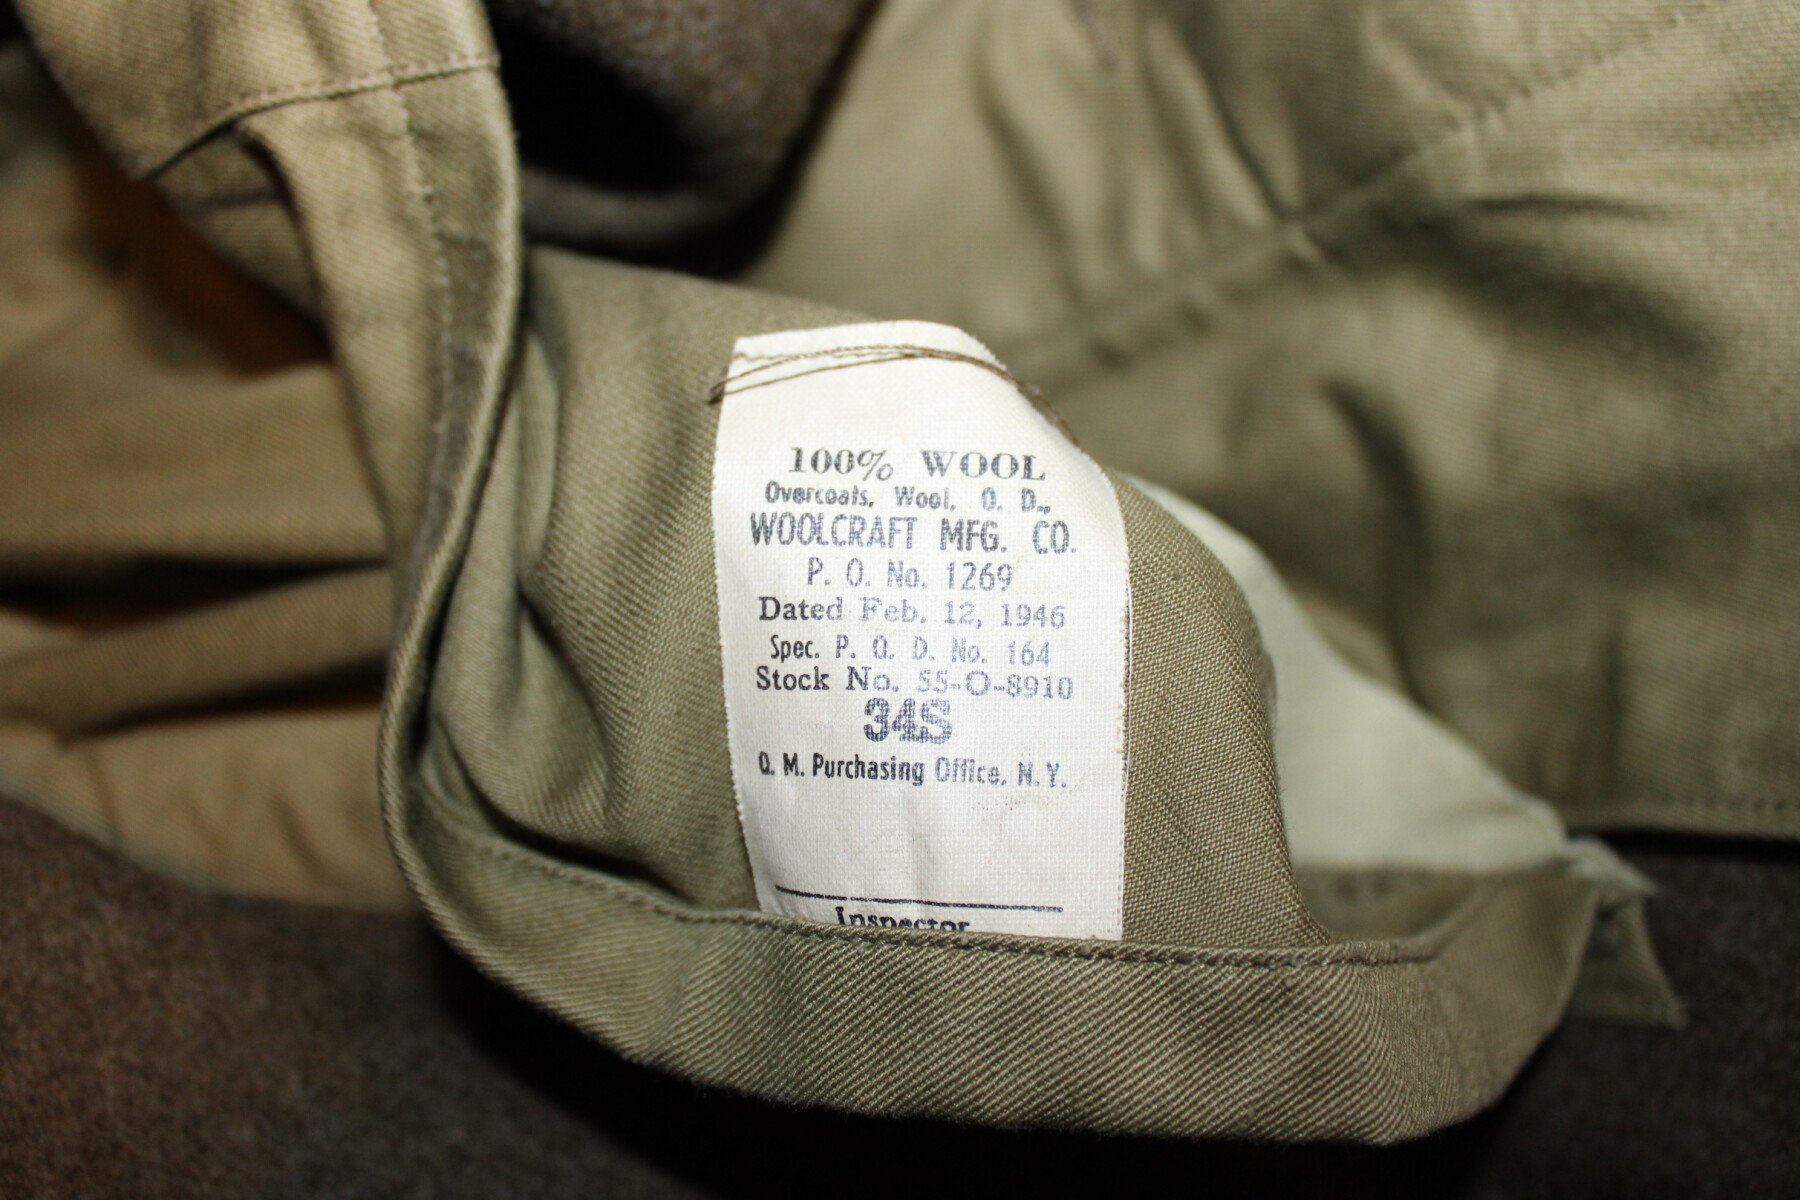 100% WOOL
Overcoats, Wool, O. D.,
WOOLCRAFT MFG. CO.
P. O. No. 1269
Dated Feb. 12, 1946
Spec. P. Q. D. No. 164
Stock No. 55-O-8910
34S
Q. M. Purchasing Office, N. Y.
Inspector